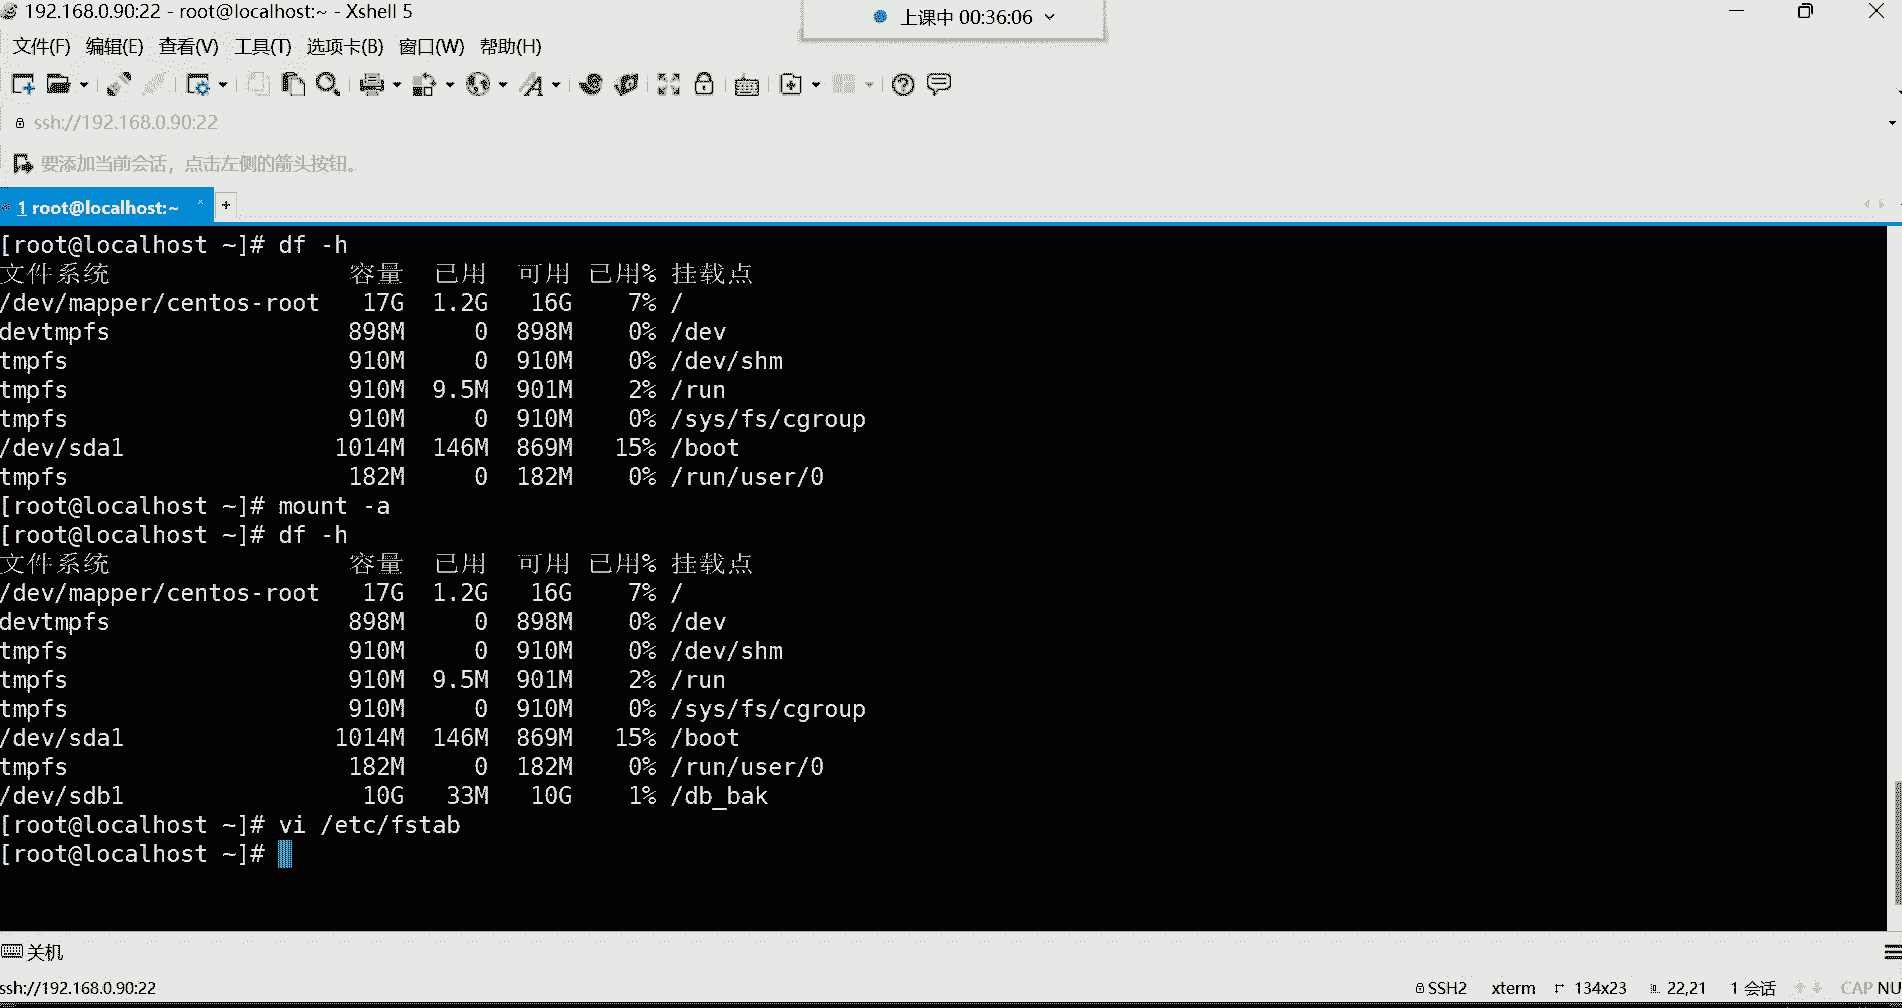 192.168.0.90:22 - root@localhost:~ - Xshell 5
上课中 00:36:06
文件(F) 编辑(E) 查看(V) 工具(T) 选项卡(B) 窗口(W) 帮助(H)
ssh://192.168.0.90:22
要添加当前会话，点击左侧的箭头按钮。
1 root@localhost:~
[root@localhost ~]# df -h
文件系统 容量 已用 可用 已用% 挂载点
/dev/mapper/centos-root 17G 1.2G 16G 7% /
devtmpfs 898M 0 898M 0% /dev
tmpfs 910M 0 910M 0% /dev/shm
tmpfs 910M 9.5M 901M 2% /run
tmpfs 910M 0 910M 0% /sys/fs/cgroup
/dev/sda1 1014M 146M 869M 15% /boot
tmpfs 182M 0 182M 0% /run/user/0
[root@localhost ~]# mount -a
[root@localhost ~]# df -h
文件系统 容量 已用 可用 已用% 挂载点
/dev/mapper/centos-root 17G 1.2G 16G 7% /
devtmpfs 898M 0 898M 0% /dev
tmpfs 910M 0 910M 0% /dev/shm
tmpfs 910M 9.5M 901M 2% /run
tmpfs 910M 0 910M 0% /sys/fs/cgroup
/dev/sda1 1014M 146M 869M 15% /boot
tmpfs 182M 0 182M 0% /run/user/0
/dev/sdb1 10G 33M 10G 1% /db_bak
[root@localhost ~]# vi /etc/fstab
[root@localhost ~]#
关机
ssh://192.168.0.90:22 SSH2 xterm 134x23 22,21 1 会话 CAP NU